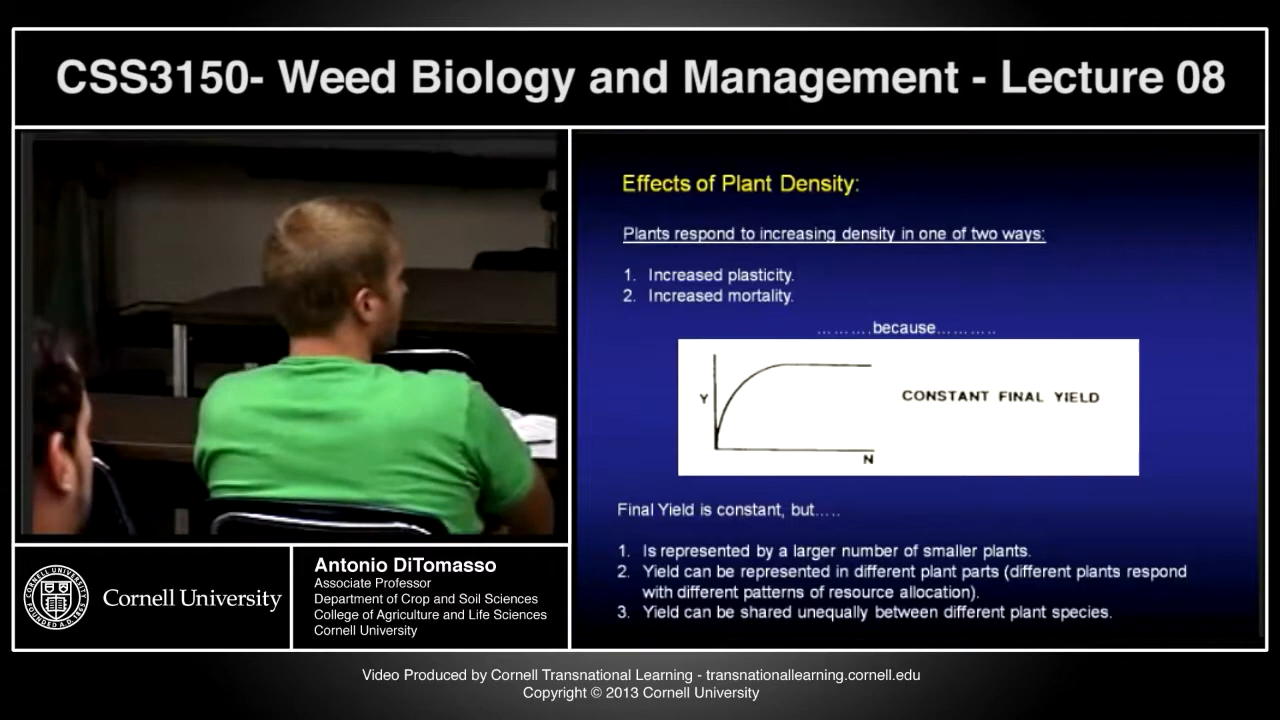 CSS3150- Weed Biology and Management - Lecture 08
Effects of Plant Density:
Plants respond to increasing density in one of two ways:
1. Increased plasticity.
2. Increased mortality.
..........because..........
Y
CONSTANT FINAL YIELD
N
Final Yield is constant, but.....
1. Is represented by a larger number of smaller plants.
2. Yield can be represented in different plant parts (different plants respond
with different patterns of resource allocation).
3. Yield can be shared unequally between different plant species.
Cornell University
Antonio DiTomasso
Associate Professor
Department of Crop and Soil Sciences
College of Agriculture and Life Sciences
Cornell University
Video Produced by Cornell Transnational Learning - transnationallearning.cornell.edu
Copyright © 2013 Cornell University